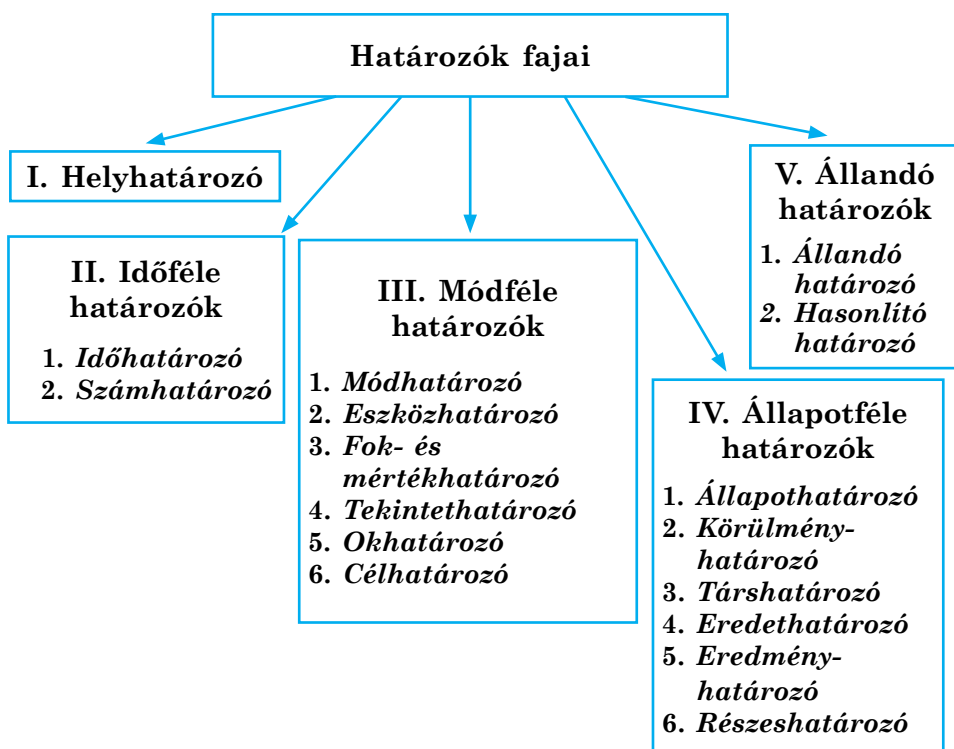 Határozók fajai
I. Helyhatározó
II. Időféle
határozók
1. Időhatározó
2. Számhatározó
III. Módféle
határozók
1. Módhatározó
2. Eszközhatározó
3. Fok- és
mértékhatározó
4. Tekintethatározó
5. Okhatározó
6. Célhatározó
IV. Állapotféle
határozók
1. Állapothatározó
2. Körülmény-
határozó
3. Társhatározó
4. Eredethatározó
5. Eredmény-
határozó
6. Részeshatározó
V. Állandó
határozók
1. Állandó
határozó
2. Hasonlító
határozó